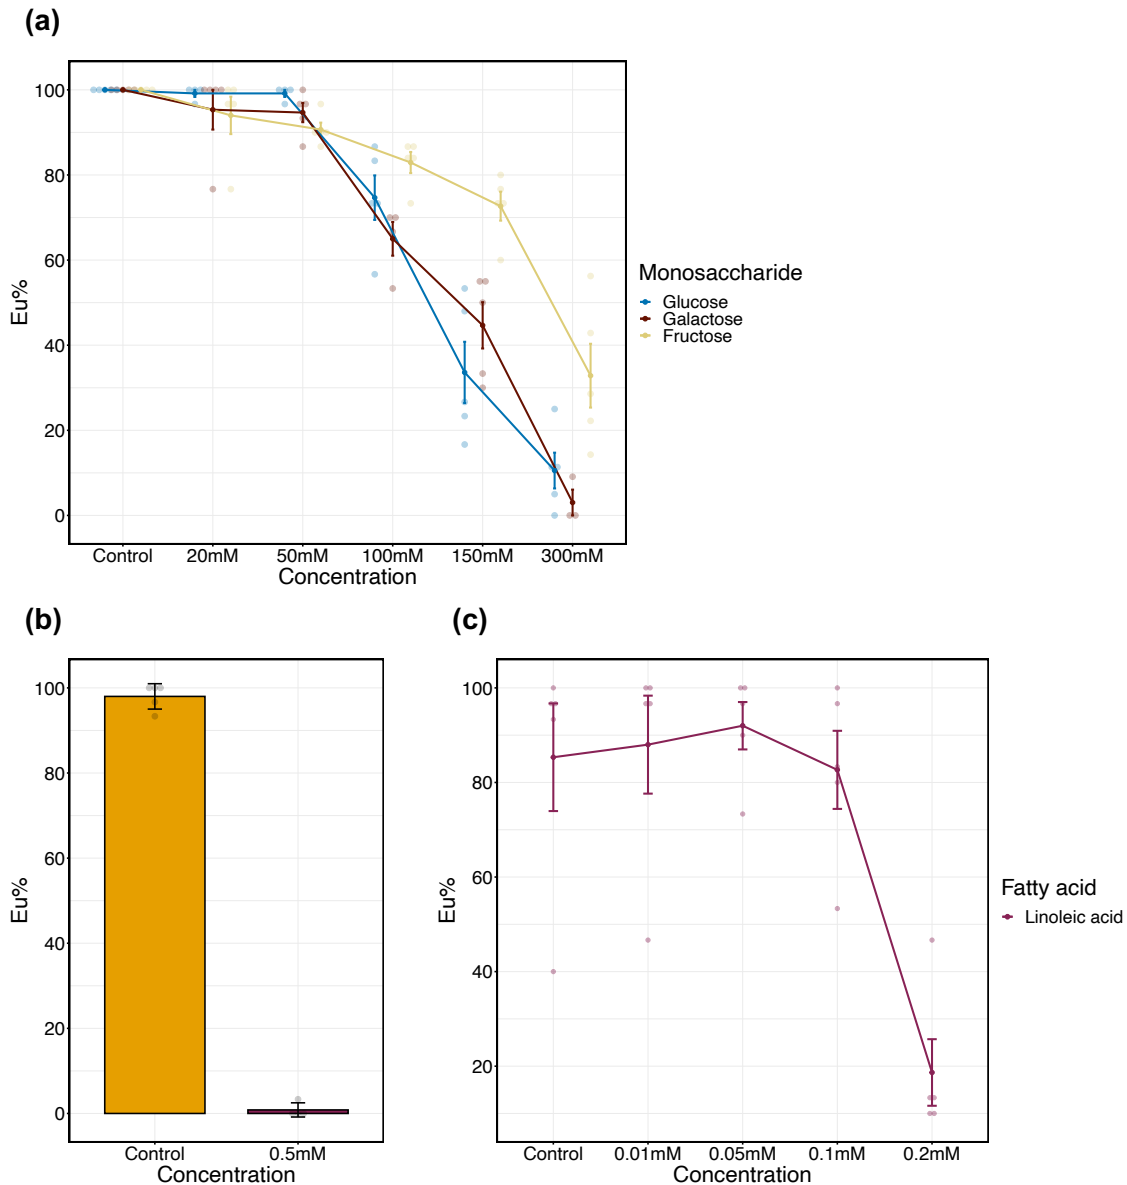 (a)
Eu%
100
80
60
40
20
0
Control 20mM 50mM 100mM 150mM 300mM
Concentration
Monosaccharide
Glucose
Galactose
Fructose
(b)
Eu%
100
80
60
40
20
0
Control 0.5mM
Concentration
(c)
Eu%
100
80
60
40
20
Control 0.01mM 0.05mM 0.1mM 0.2mM
Concentration
Fatty acid
Linoleic acid